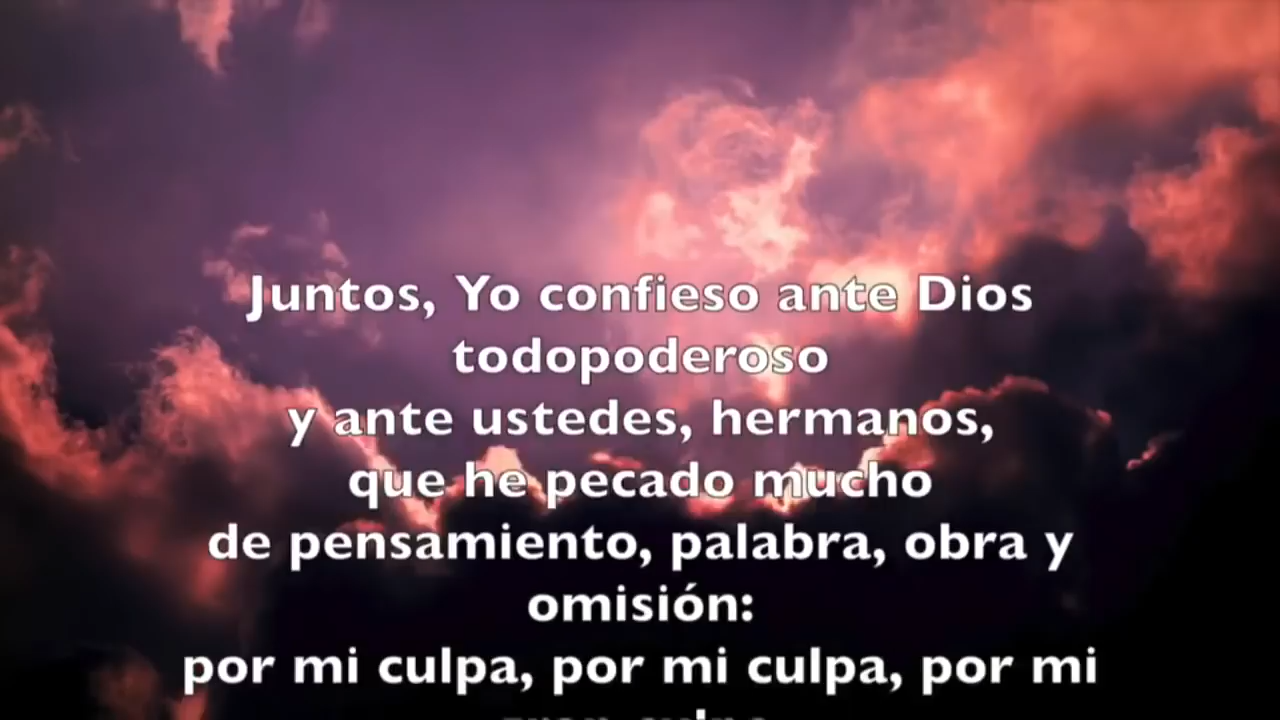 Juntos, Yo confieso ante Dios
todopoderoso
y ante ustedes, hermanos,
que he pecado mucho
de pensamiento, palabra, obra y
omisión:
por mi culpa, por mi culpa, por mi